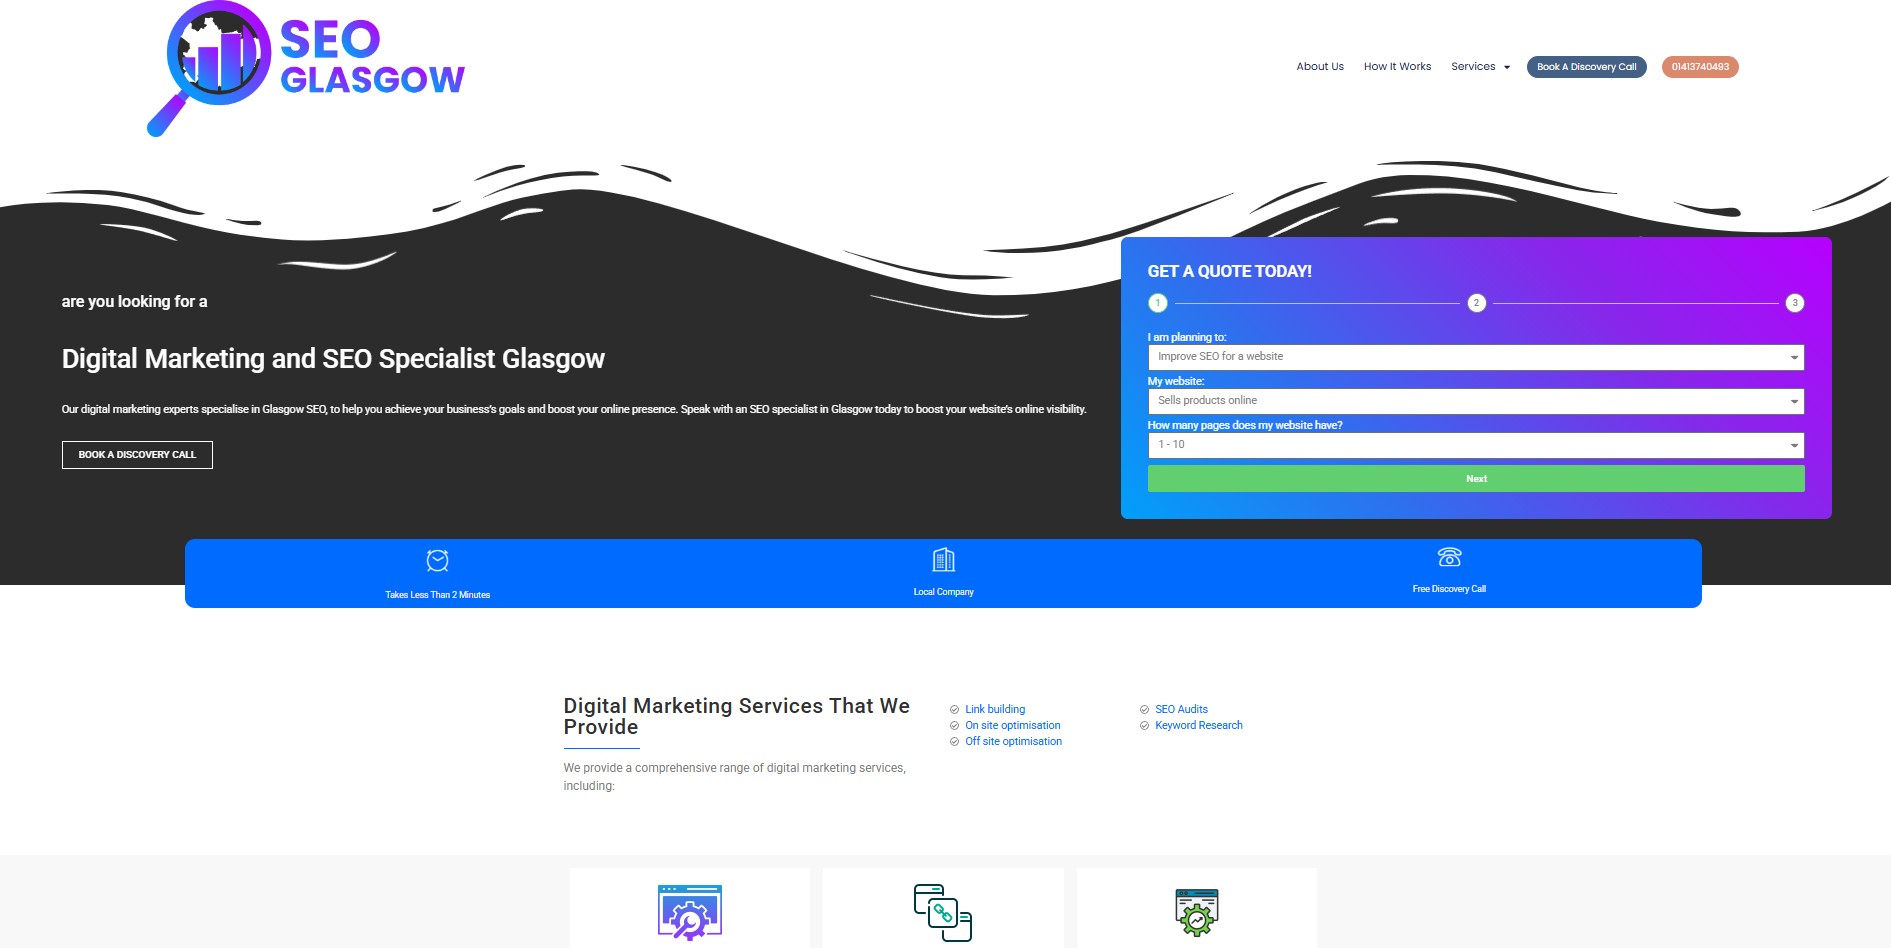 SEO
GLASGOW
About Us
How It Works
Services
Book A Discovery Call
01413740493
are you looking for a
Digital Marketing and SEO Specialist Glasgow
Our digital marketing experts specialise in Glasgow SEO, to help you achieve your business's goals and boost your online presence. Speak with an SEO specialist in Glasgow today to boost your website's online visibility.
BOOK A DISCOVERY CALL
GET A QUOTE TODAY!
1
2
3
I am planning to:
Improve SEO for a website
My website:
Sells products online
How many pages does my website have?
1 - 10
Next
Takes Less Than 2 Minutes
Local Company
Free Discovery Call
Digital Marketing Services That We
Provide
We provide a comprehensive range of digital marketing services,
including:
Link building
On site optimisation
Off site optimisation
SEO Audits
Keyword Research